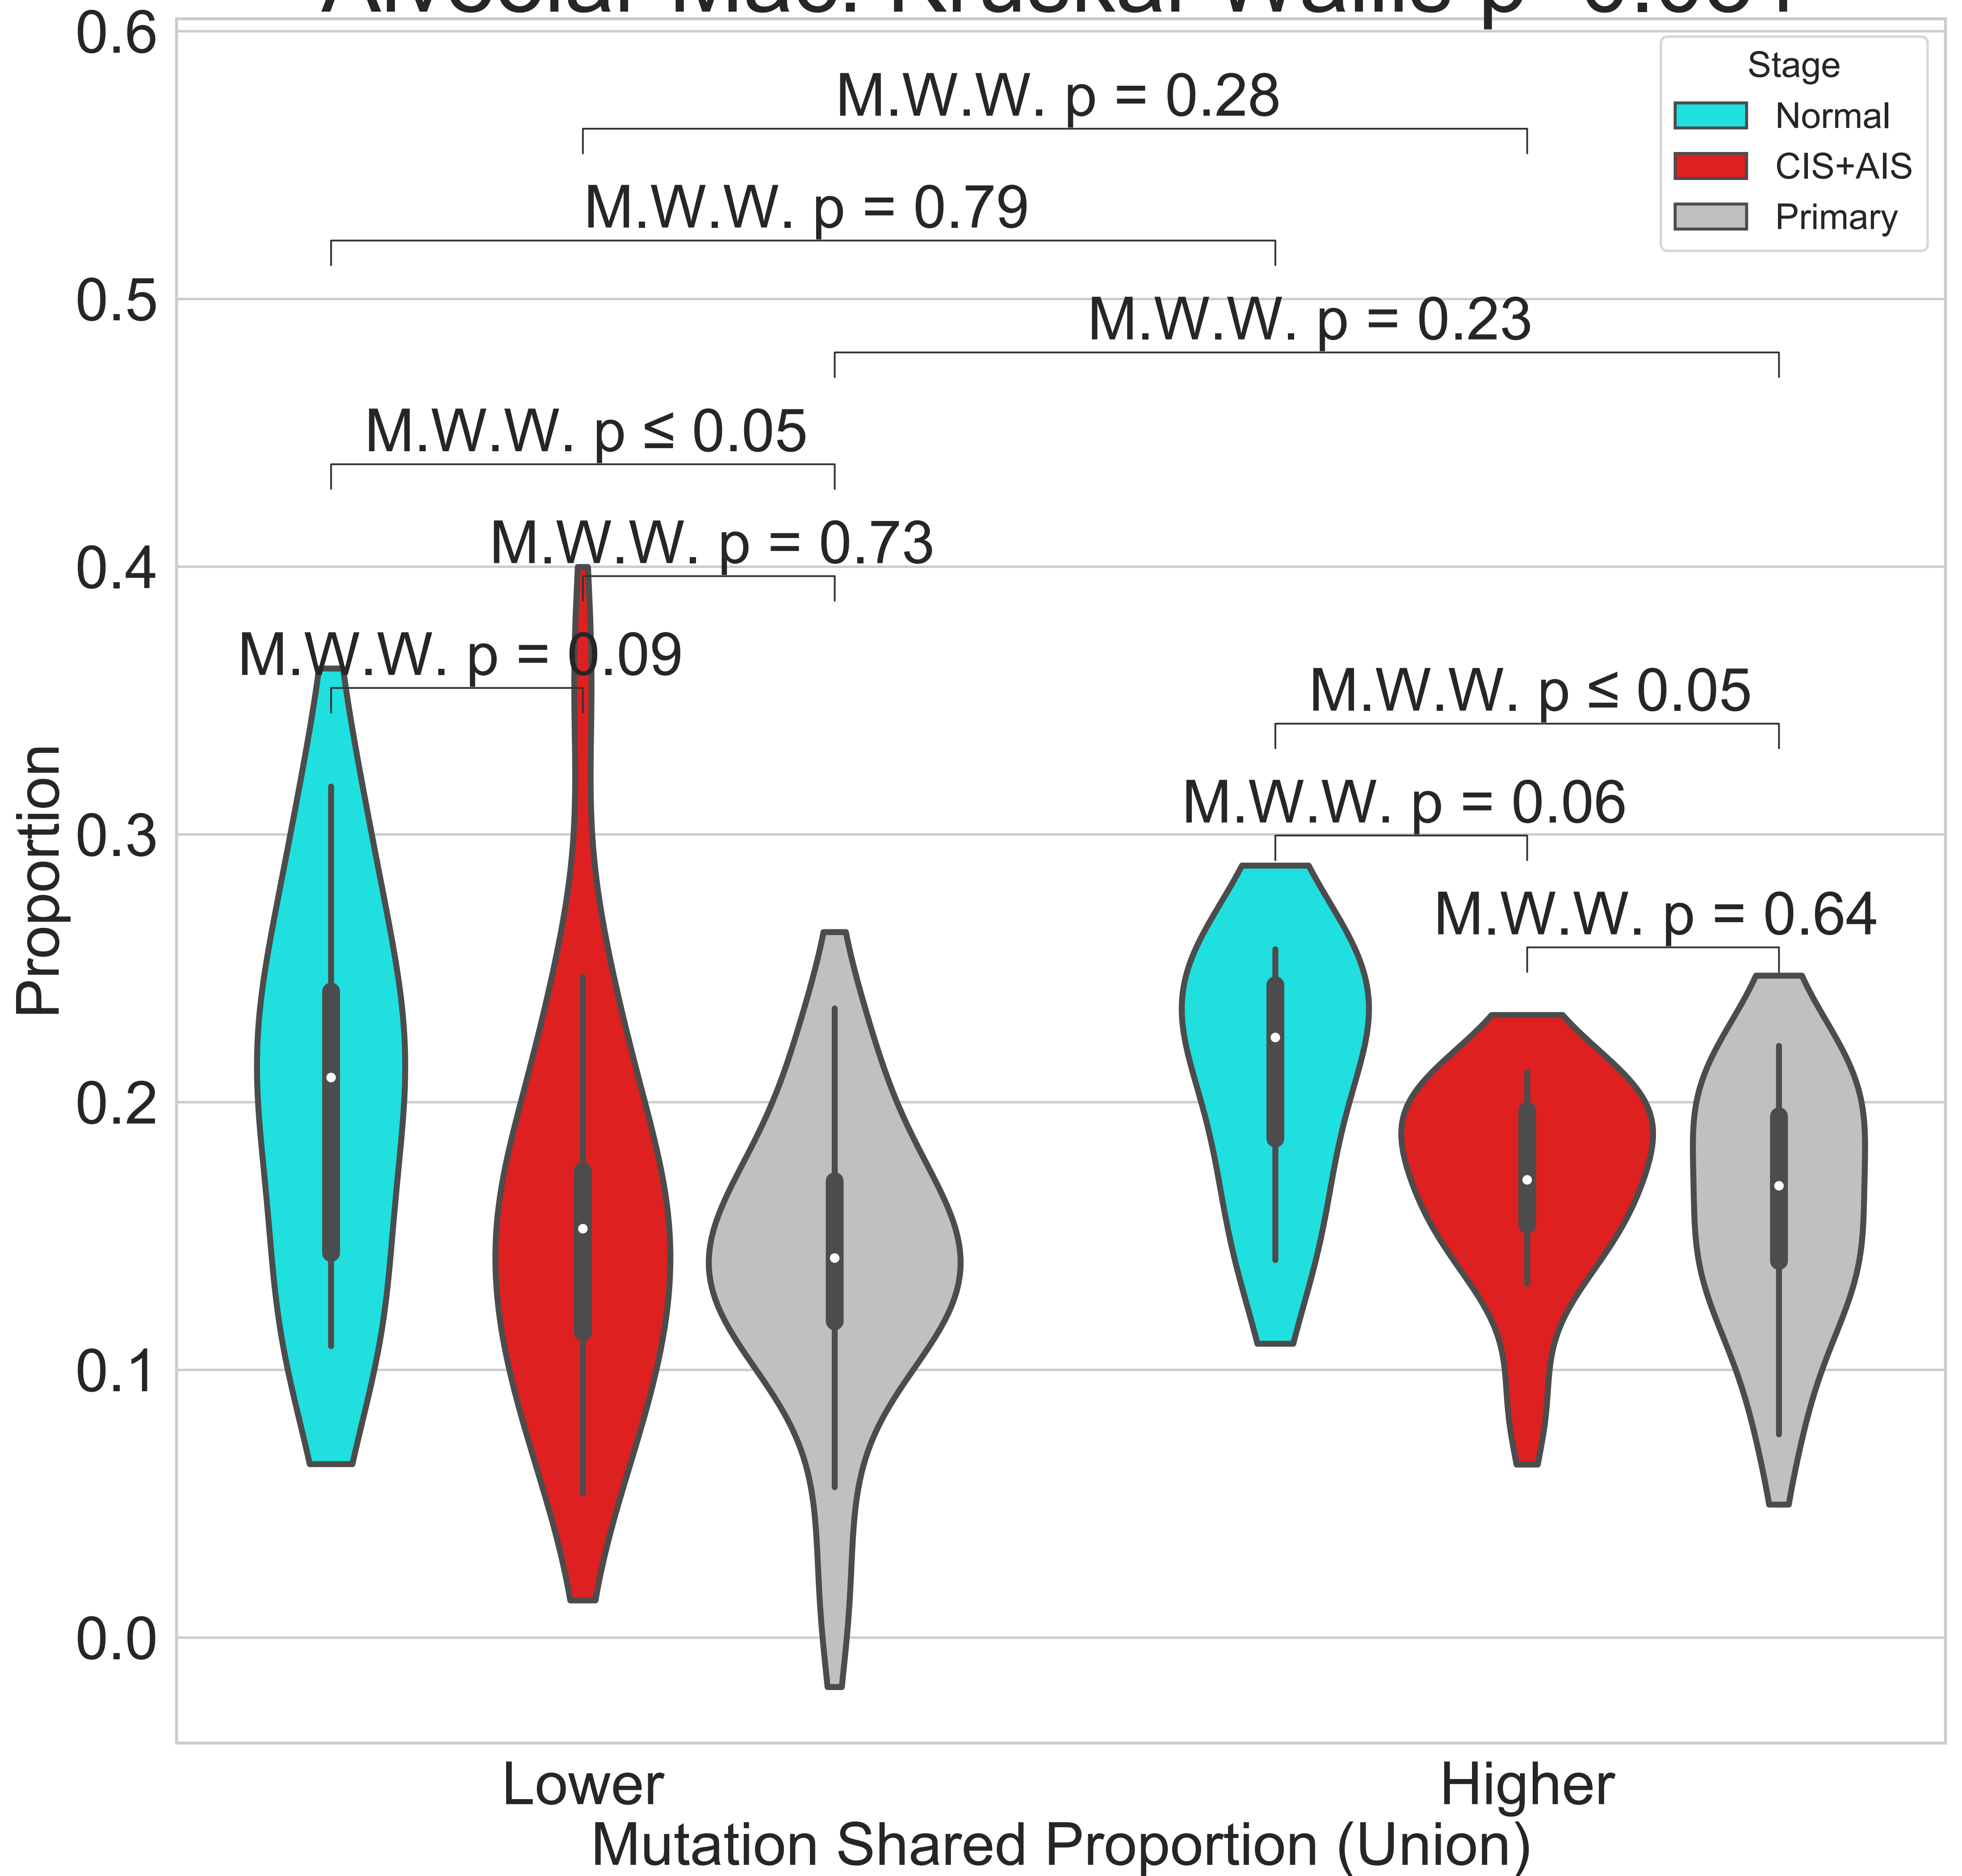 0.6
0.5
0.4
0.3
0.2
0.1
0.0
Proportion
Stage
Normal
CIS+AIS
Primary
M.W.W. p = 0.28
M.W.W. p = 0.79
M.W.W. p = 0.23
M.W.W. p ≤ 0.05
M.W.W. p = 0.73
M.W.W. p = 0.09
M.W.W. p ≤ 0.05
M.W.W. p = 0.06
M.W.W. p = 0.64
Lower
Higher
Mutation Shared Proportion (Union)